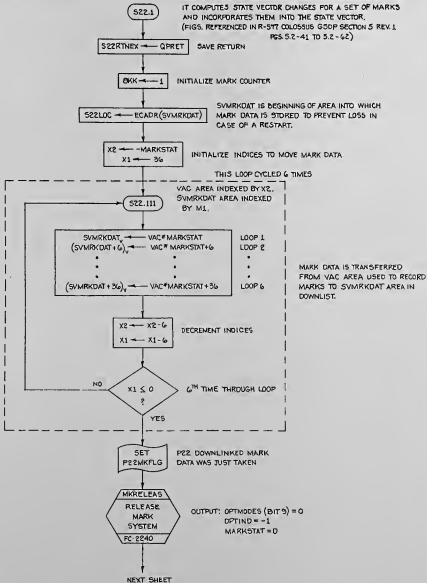 S22.1
IT COMPUTES STATE VECTOR CHANGES FOR A SET OF MARKS
AND INCORPORATES THEM INTO THE STATE VECTOR.
(FIGS. REFERENCED IN R-577 COLOSSUS GSOP SECTION 5 REV. 1
PGS 5.2-41 TO 5.2-62)
S22RTNEX ← QPRET
SAVE RETURN
8KK ← 1
INITIALIZE MARK COUNTER
S22LOC ← ECADR(SVMRKDAT)
SVMRKDAT IS BEGINNING OF AREA INTO WHICH
MARK DATA IS STORED TO PREVENT LOSS IN
CASE OF A RESTART.
X2 ← -MARKSTAT
X1 ← 36
INITIALIZE INDICES TO MOVE MARK DATA
THIS LOOP CYCLED 6 TIMES
S22.111
VAC AREA INDEXED BY X2.
SVMRKDAT AREA INDEXED
BY M1.
SVMRKDATᵥ ← VAC#MARKSTAT LOOP 1
(SVMRKDAT+6)ᵥ ← VAC#MARKSTAT+6 LOOP 2
• • •
• • •
• • •
(SVMRKDAT+36)ᵥ ← VAC#MARKSTAT+36 LOOP 6
MARK DATA IS TRANSFERRED
FROM VAC AREA USED TO RECORD
MARKS TO SVMRKDAT AREA IN
DOWNLIST.
X2 ← X2-6
X1 ← X1-6
DECREMENT INDICES
NO
X1 ≤ 0
?
6TH TIME THROUGH LOOP
YES
SET
P22MKFLG
P22 DOWNLINKED MARK
DATA WAS JUST TAKEN
MKRELEAS
RELEASE
MARK
SYSTEM
FC-2240
OUTPUT: OPTMODES (BIT 9) = 0
OPTIND = -1
MARKSTAT = 0
NEXT SHEET